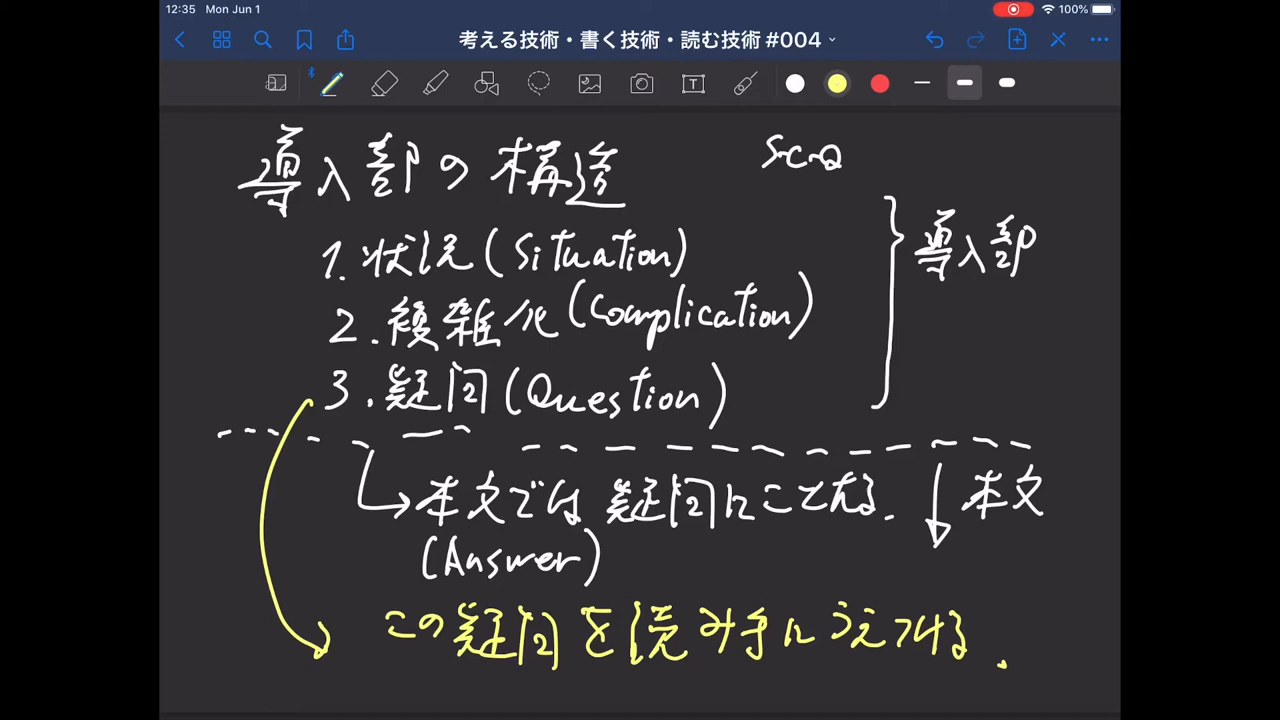 12:35 Mon Jun 1
100%
考える技術・書く技術・読む技術 #004
T
導入部の構造
S-C-Q
1. 状況 (Situation)
2. 複雑化 (Complication)
3. 疑問 (Question)
導入部
本文では疑問にこたえる.
(Answer)
本文
この疑問を読み手にうえつける.